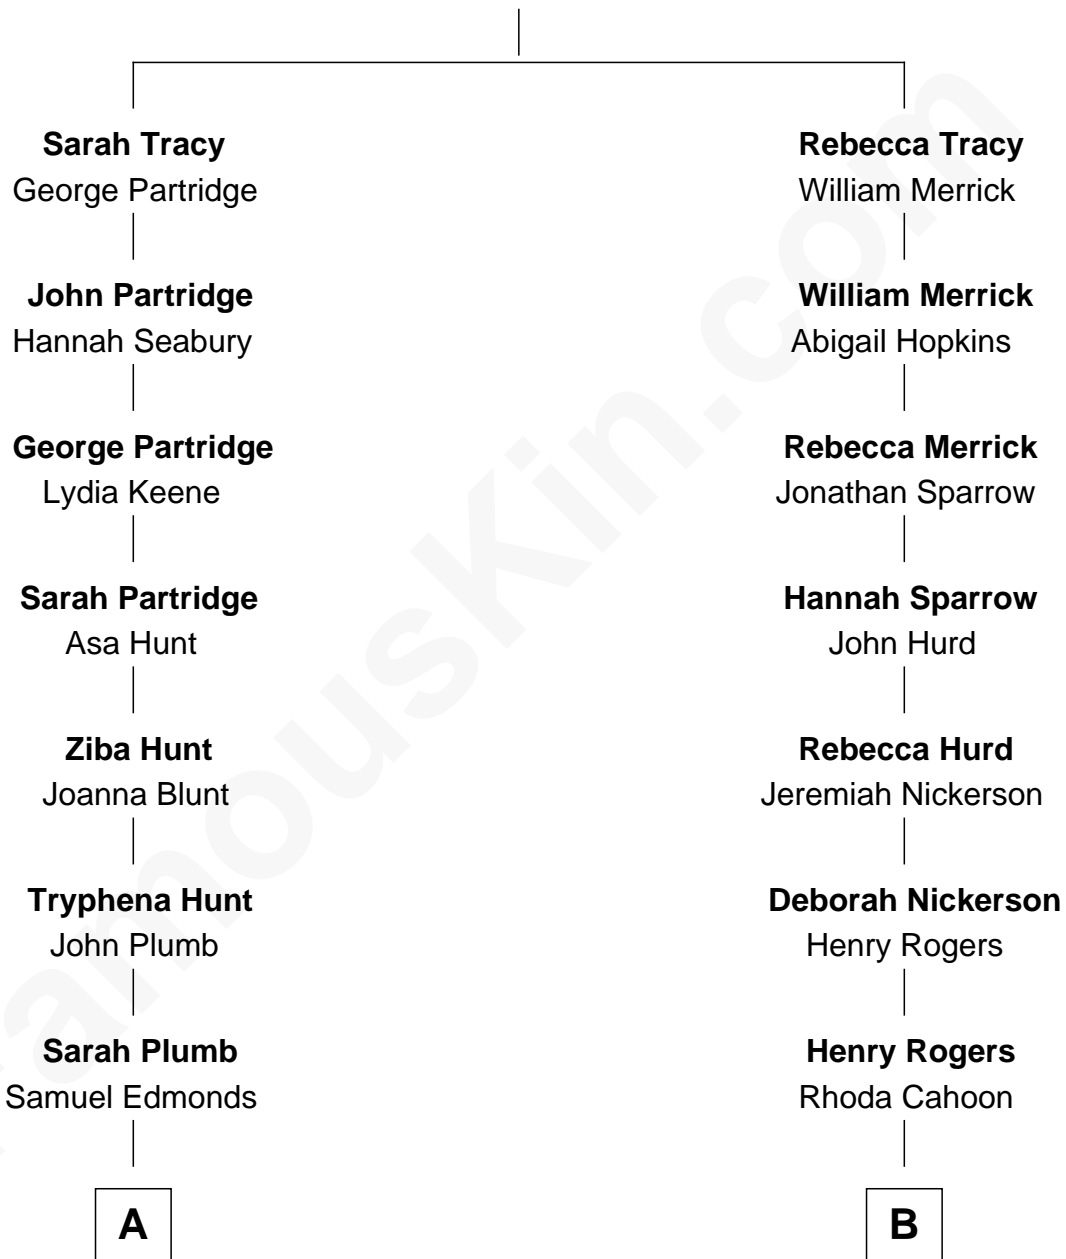 Sarah Tracy
George Partridge
John Partridge
Hannah Seabury
George Partridge
Lydia Keene
Sarah Partridge
Asa Hunt
Ziba Hunt
Joanna Blunt
Tryphena Hunt
John Plumb
Sarah Plumb
Samuel Edmonds
A
Rebecca Tracy
William Merrick
William Merrick
Abigail Hopkins
Rebecca Merrick
Jonathan Sparrow
Hannah Sparrow
John Hurd
Rebecca Hurd
Jeremiah Nickerson
Deborah Nickerson
Henry Rogers
Henry Rogers
Rhoda Cahoon
B
FamousKin.com